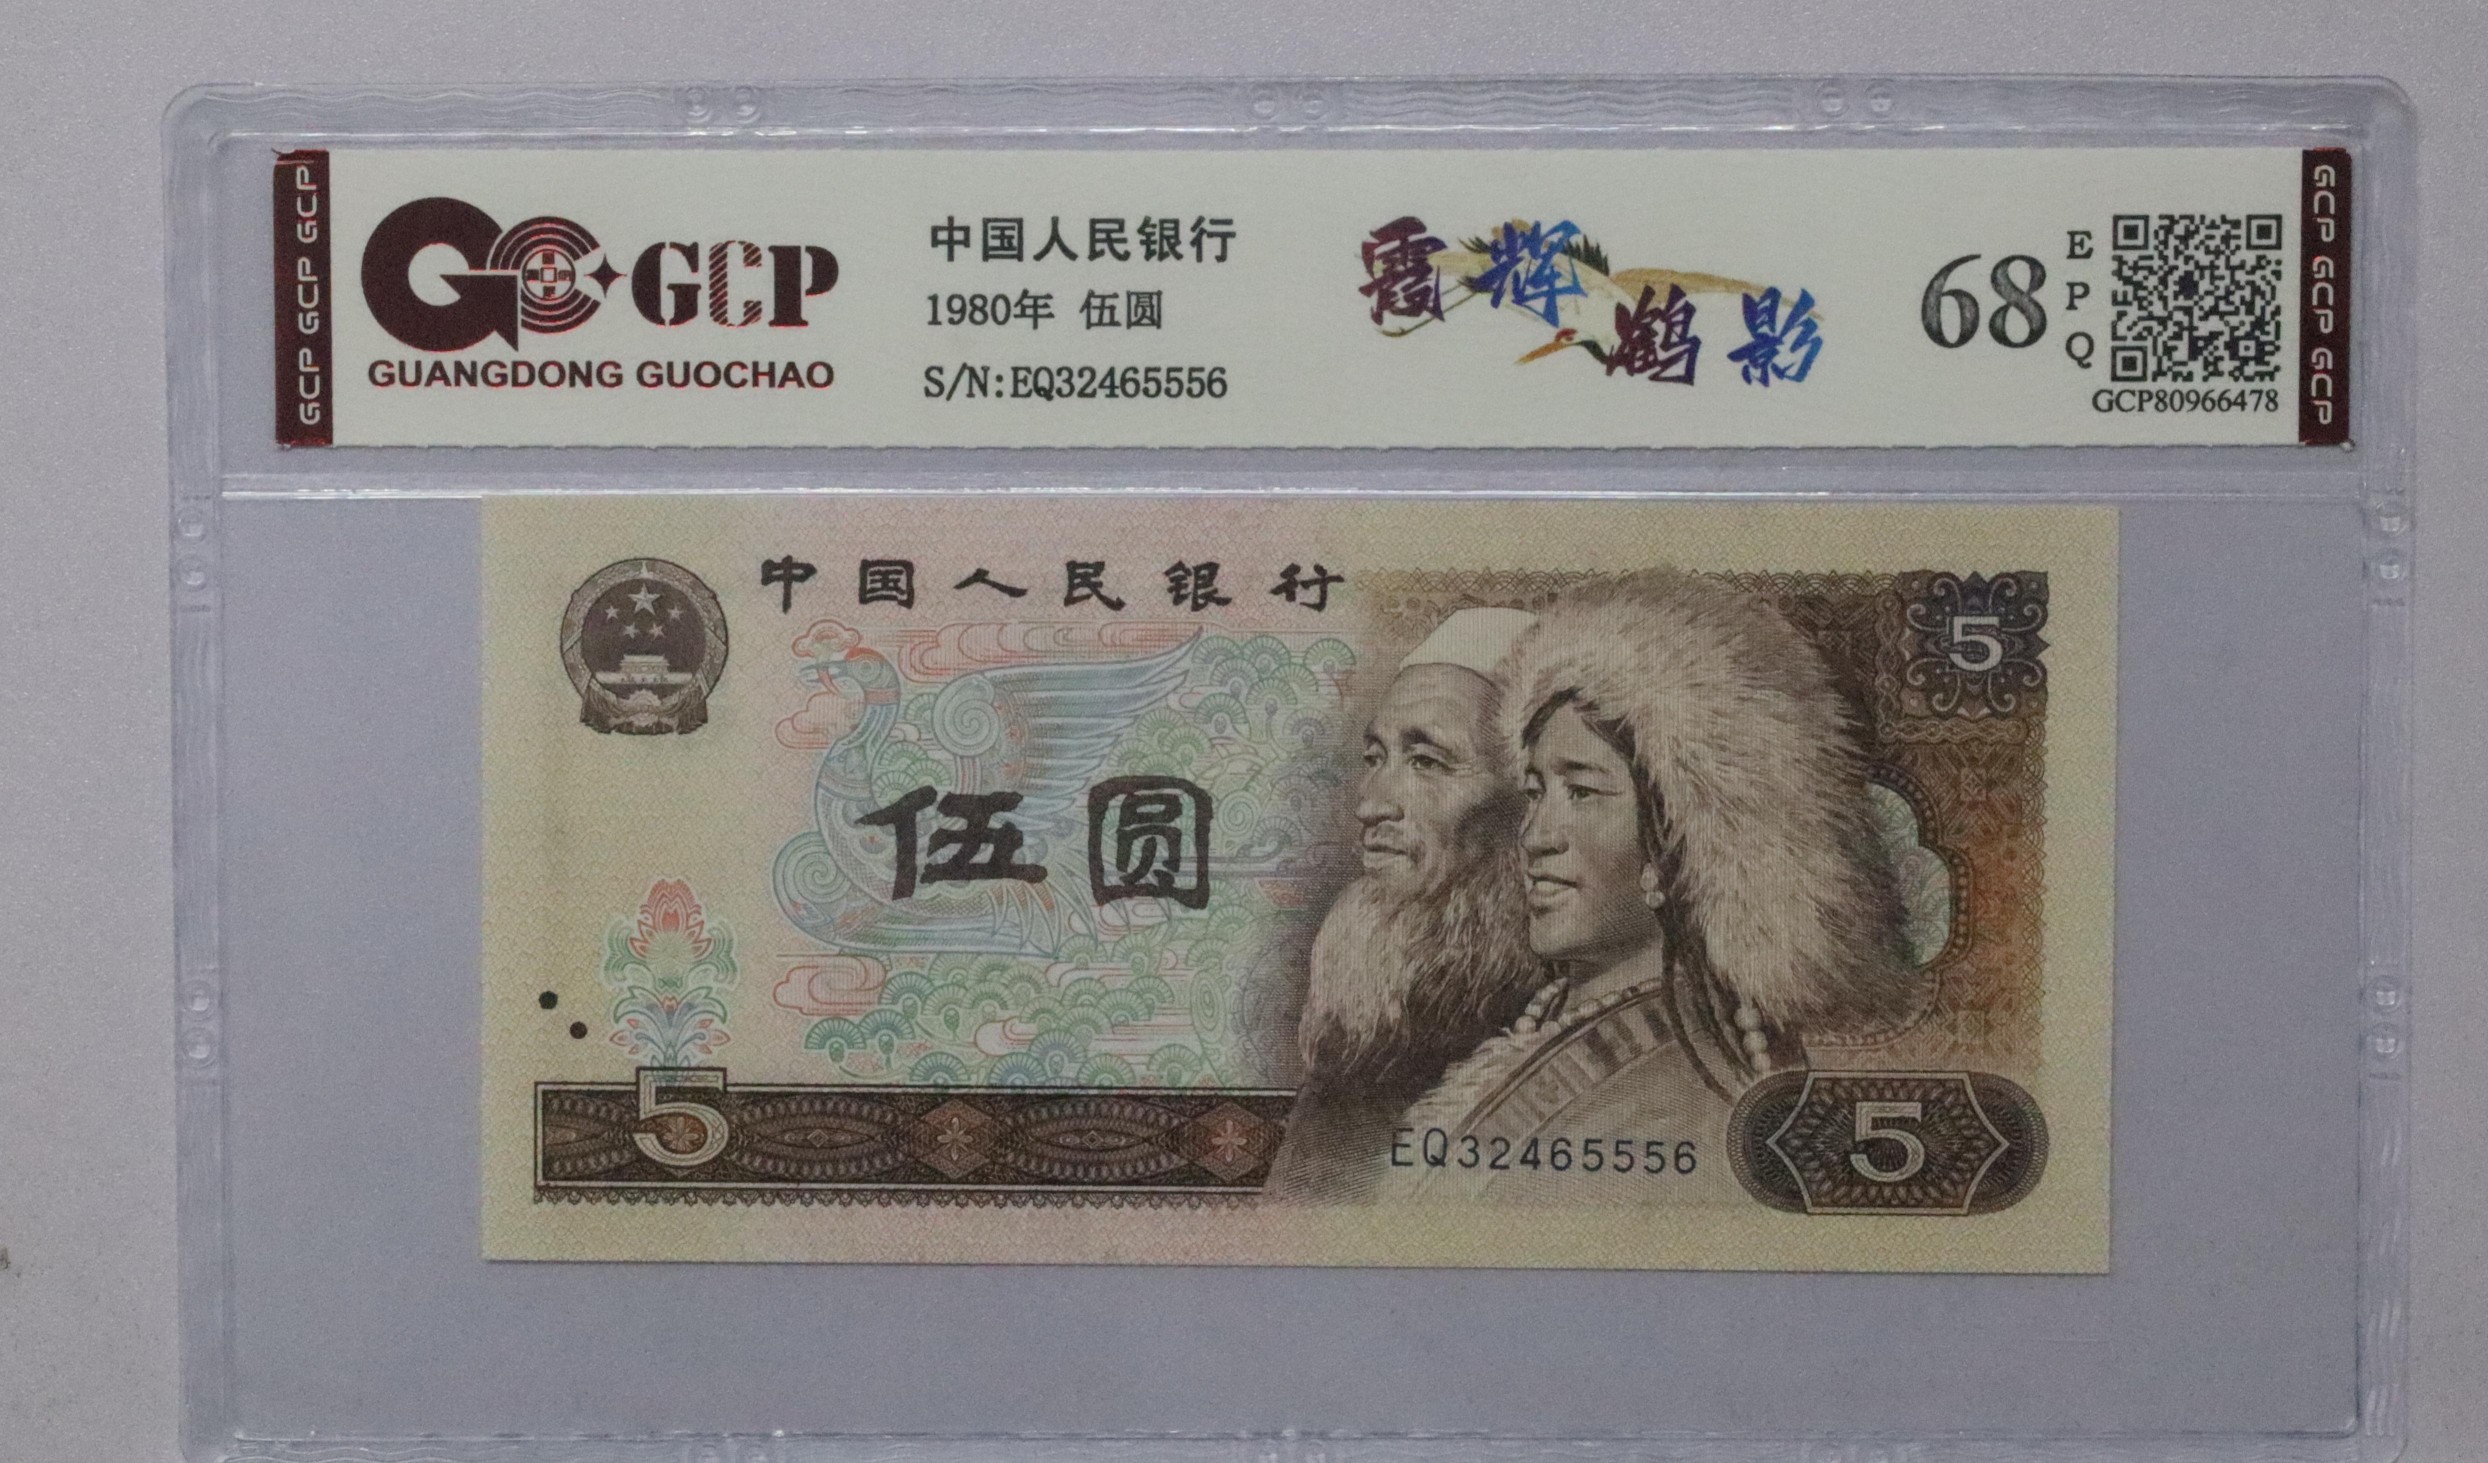 GCP GCP GCP
GCP
GUANGDONG GUOCHAO
中国人民银行
1980年 伍圆
S/N:EQ32465556
霞辉
鹤影
68
E
P
Q
GCP80966478
GCP GCP GCP
中国人民银行
5
伍圆
5
EQ32465556
5